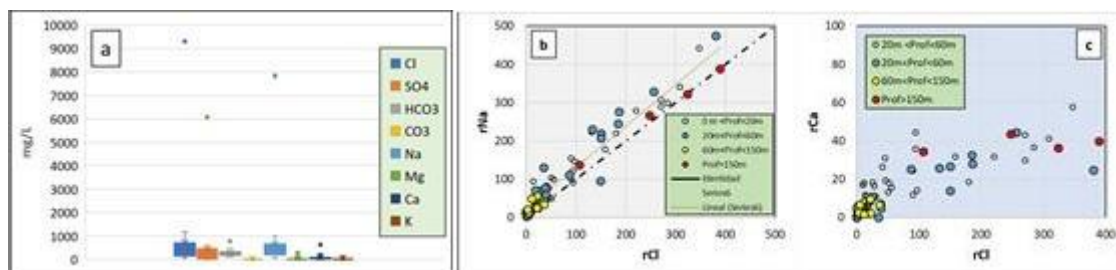 a
mg/L
10000
9000
8000
7000
6000
5000
4000
3000
2000
1000
0
Cl
SO4
HCO3
CO3
Na
Mg
Ca
K
b
rNa
500
400
300
200
100
0
0 100 200 300 400 500
rCl
0 m <Prof<20m
20m<Prof<60m
60m<Prof<150m
Prof>150m
Identidad
Series6
Lineal (Series6)
c
rCa
100
80
60
40
20
0
0 100 200 300 400
rCl
20m <Prof<60m
20m<Prof<60m
60m<Prof<150m
Prof>150m